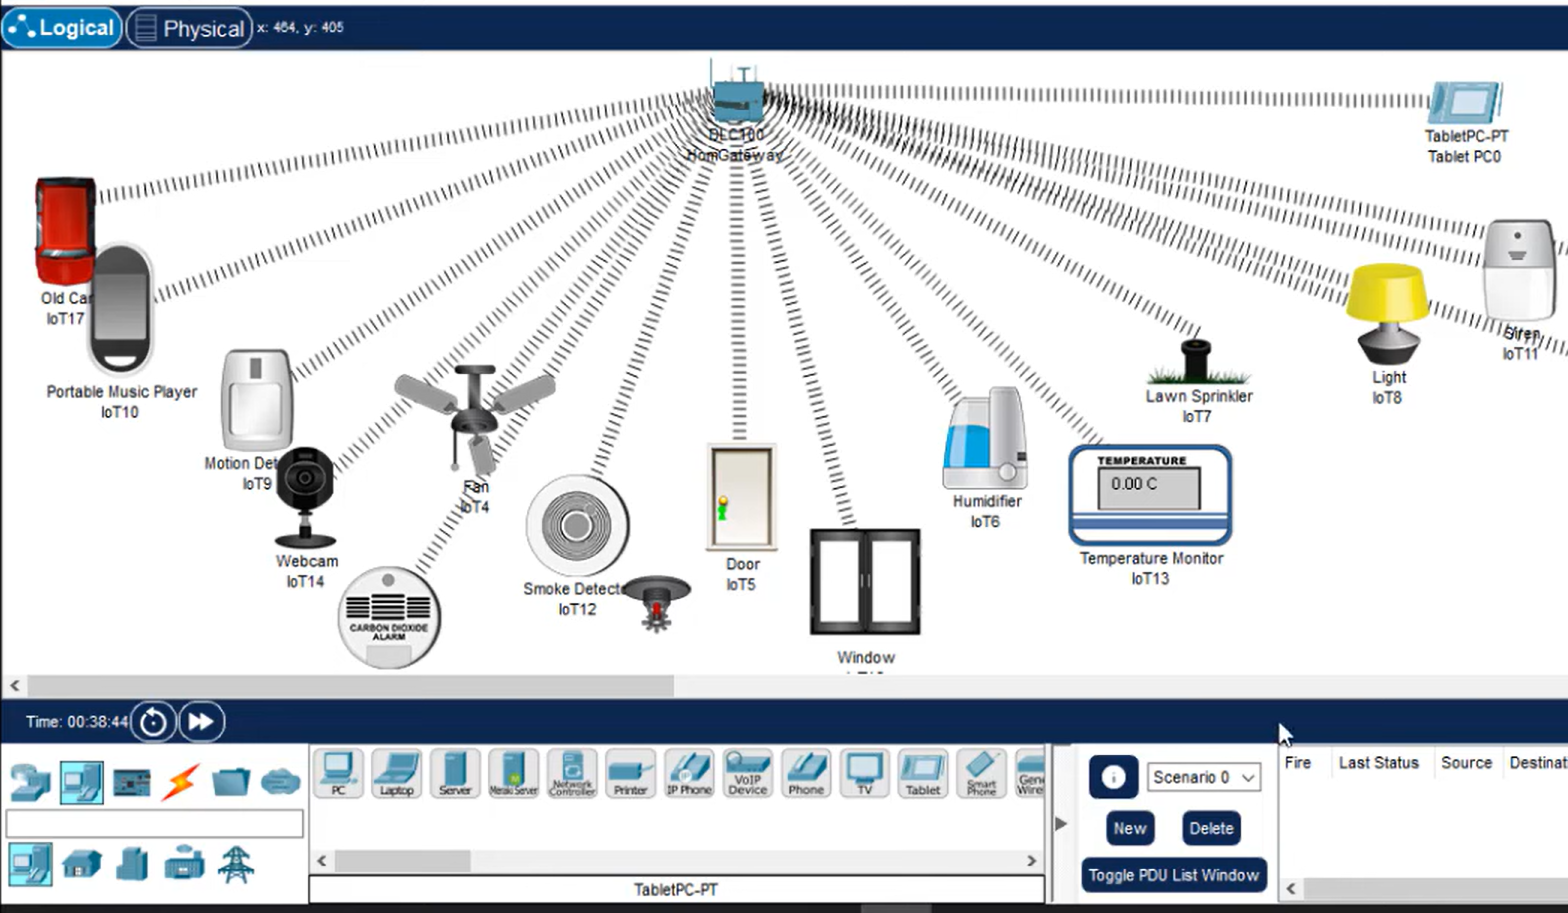 Logical
Physical
x: 464, y: 405
DLC100
HomGateway
TabletPC-PT
Tablet PC0
Old Car
IoT17
Portable Music Player
IoT10
Motion Det
IoT9
Webcam
IoT14
CARBON DIOXIDE
ALARM
Fan
IoT4
Smoke Detect
IoT12
Door
IoT5
Window
Humidifier
IoT6
TEMPERATURE
0.00 C
Temperature Monitor
IoT13
Lawn Sprinkler
IoT7
Light
IoT8
Siren
IoT11
Time: 00:38:44
PC
Laptop
Server
Meraki Server
Network
Controller
Printer
IP Phone
VoIP
Device
Phone
TV
Tablet
Smart
Phone
Gene
Wire
TabletPC-PT
Scenario 0
New
Delete
Toggle PDU List Window
Fire
Last Status
Source
Destinat